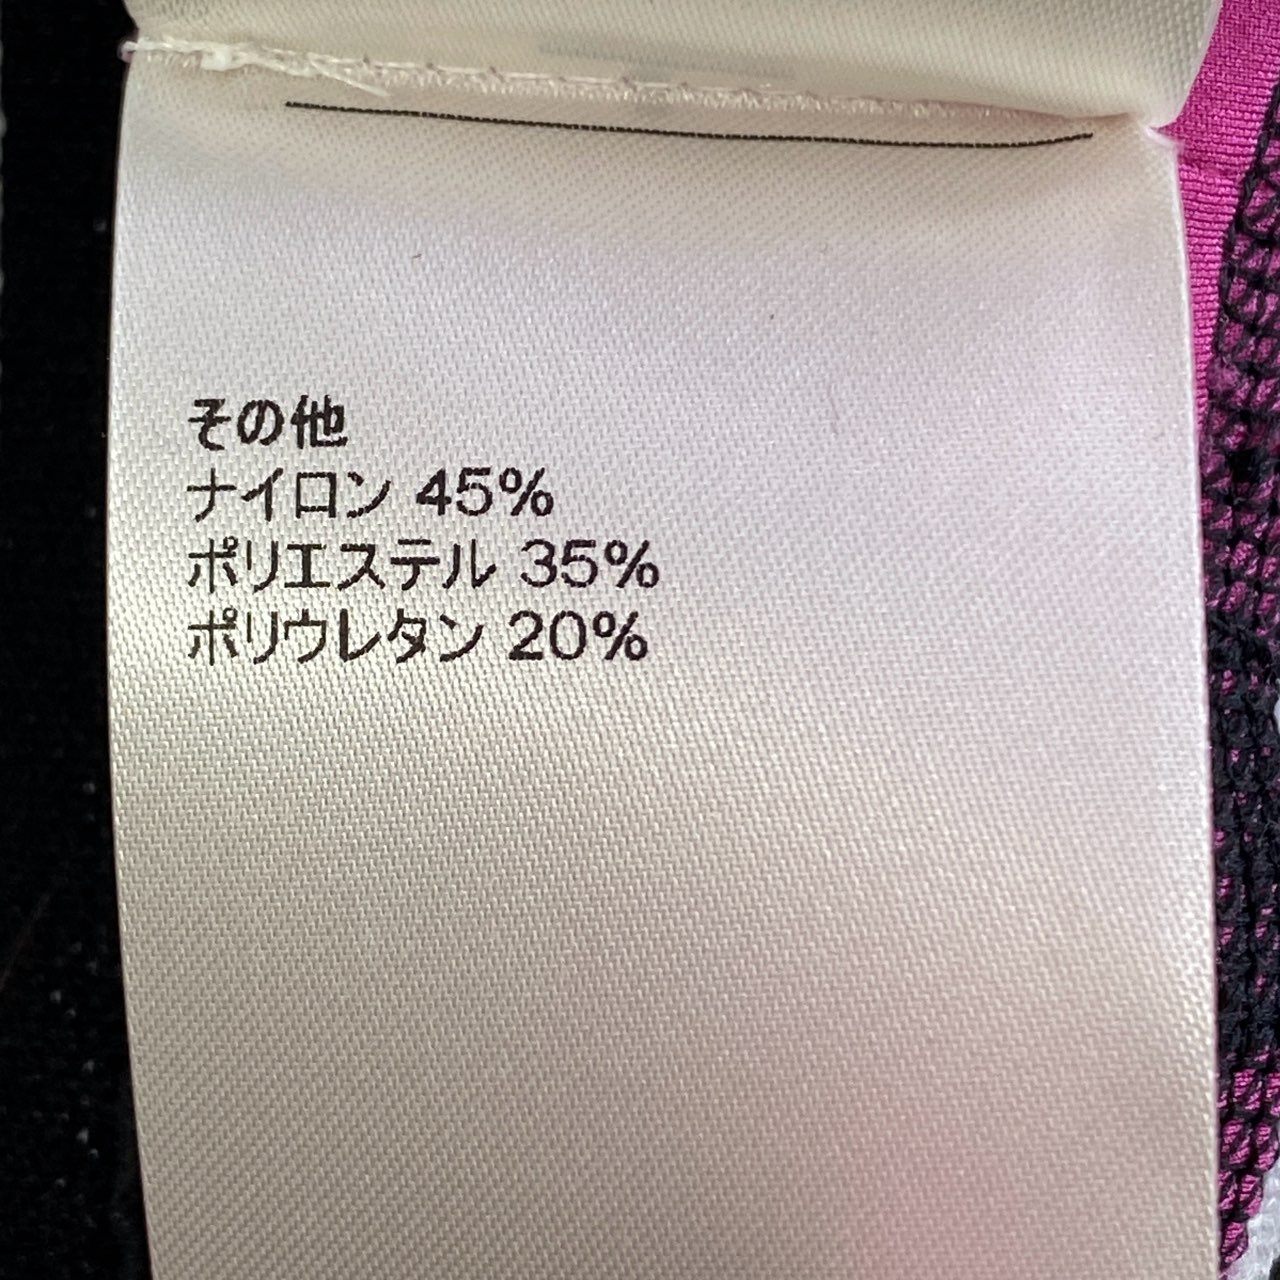 その他
ナイロン 45%
ポリエステル 35%
ポリウレタン 20%